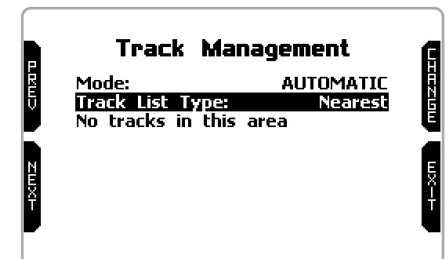 Track Management
PREV
CHANGE
Mode: AUTOMATIC
Track List Type: Nearest
No tracks in this area
NEXT
EXIT